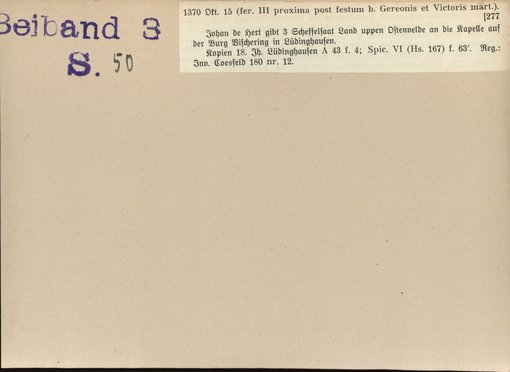 Beiband 3
S. 50
1370 Okt. 15 (fer. III proxima post festum b. Gereonis et Victoris mart.).
[277
Johan de Hert gibt 3 Scheffelsaat Land uppen Ostenvelde an die Kapelle auf
der Burg Vischering in Lüdinghausen.
Kopien 18. Jh. Lüdinghausen A 43 f. 4; Spic. VI (Hs. 167) f. 63'. Reg.:
Inv. Coesfeld 180 nr. 12.